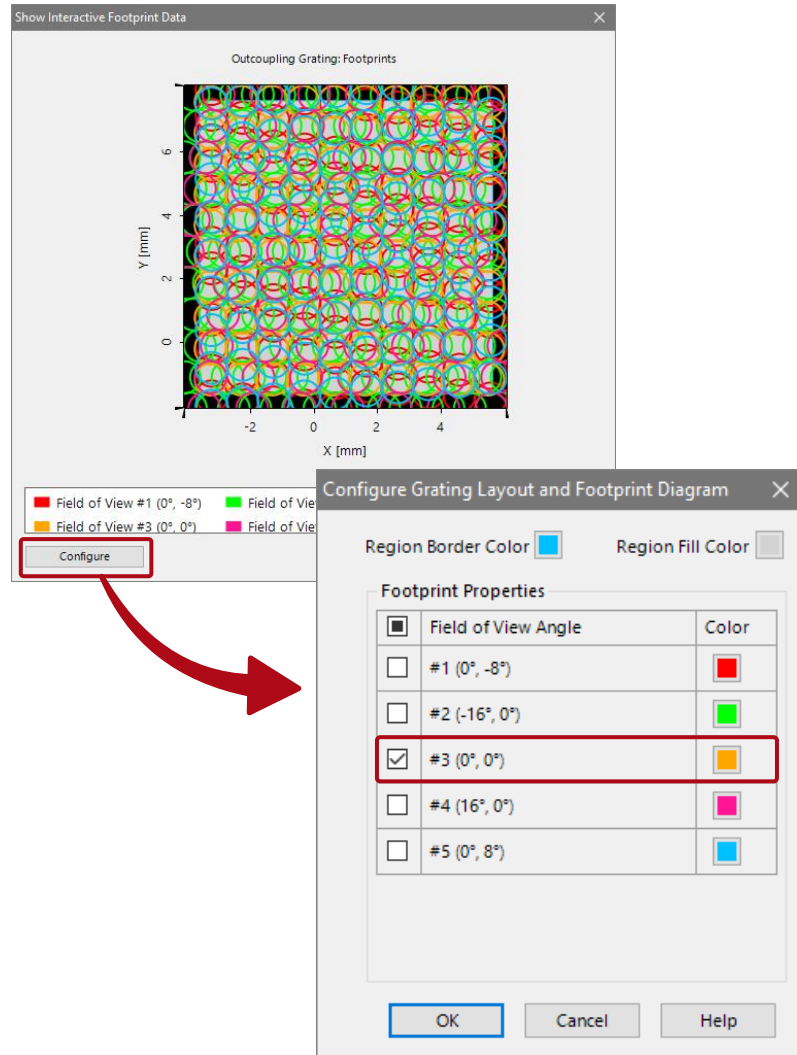 Show Interactive Footprint Data
Outcoupling Grating: Footprints
6
4
2
0
Y [mm]
-2 0 2 4
X [mm]
Field of View #1 (0°, -8°) Field of Vie
Field of View #3 (0°, 0°) Field of Vie
Configure
Configure Grating Layout and Footprint Diagram
Region Border Color Region Fill Color
Footprint Properties
Field of View Angle Color
#1 (0°, -8°)
#2 (-16°, 0°)
#3 (0°, 0°)
#4 (16°, 0°)
#5 (0°, 8°)
OK Cancel Help